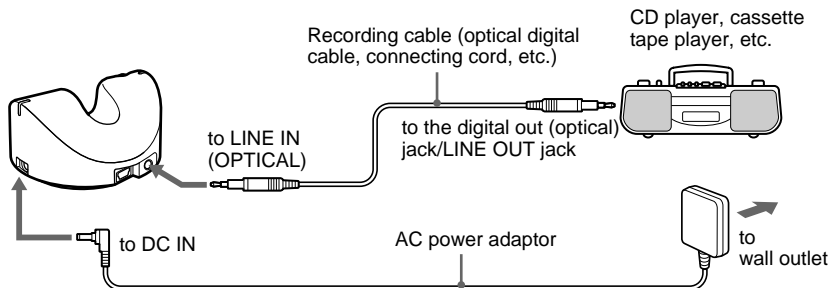 Recording cable (optical digital
cable, connecting cord, etc.)
CD player, cassette
tape player, etc.
to LINE IN
(OPTICAL)
to the digital out (optical)
jack/LINE OUT jack
to DC IN
AC power adaptor
to
wall outlet